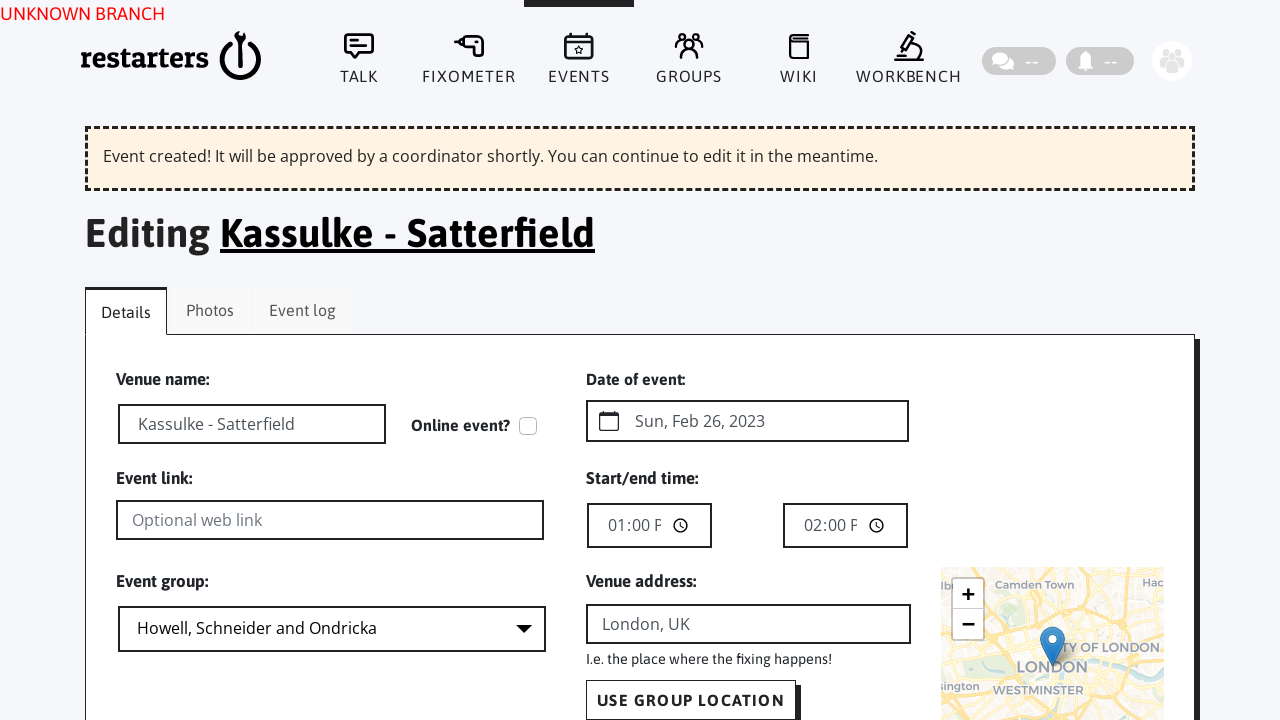 UNKNOWN BRANCH
restarters
TALK
FIXOMETER
EVENTS
GROUPS
WIKI
WORKBENCH
--
--
Event created! It will be approved by a coordinator shortly. You can continue to edit it in the meantime.
Editing Kassulke - Satterfield
Details
Photos
Event log
Venue name:
Kassulke - Satterfield
Online event?
Date of event:
Sun, Feb 26, 2023
Event link:
Optional web link
Start/end time:
01:00 P
02:00 P
Event group:
Howell, Schneider and Ondricka
Venue address:
London, UK
I.e. the place where the fixing happens!
USE GROUP LOCATION
+
−
Camden Town
Hac
TY OF LONDON
LONDON
sington
WESTMINSTER